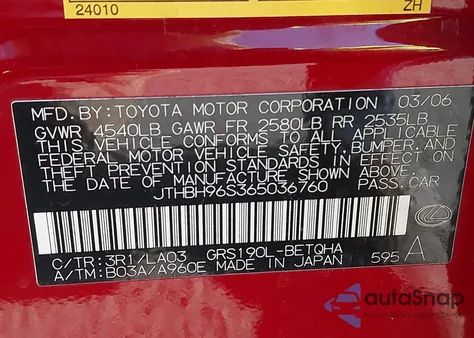 24010 ZH
MFD. BY: TOYOTA MOTOR CORPORATION 03/06
GVWR 4540LB GAWR FR 2580LB RR 2535LB
THIS VEHICLE CONFORMS TO ALL APPLICABLE
FEDERAL MOTOR VEHICLE SAFETY, BUMPER, AND
THEFT PREVENTION STANDARDS IN EFFECT ON
THE DATE OF MANUFACTURE SHOWN ABOVE.
JTHBH96S365036760 PASS. CAR
C/TR: 3R1/LA03 GRS190L-BETQHA
A/TM: B03A/A960E MADE IN JAPAN 595 A
autoSnap